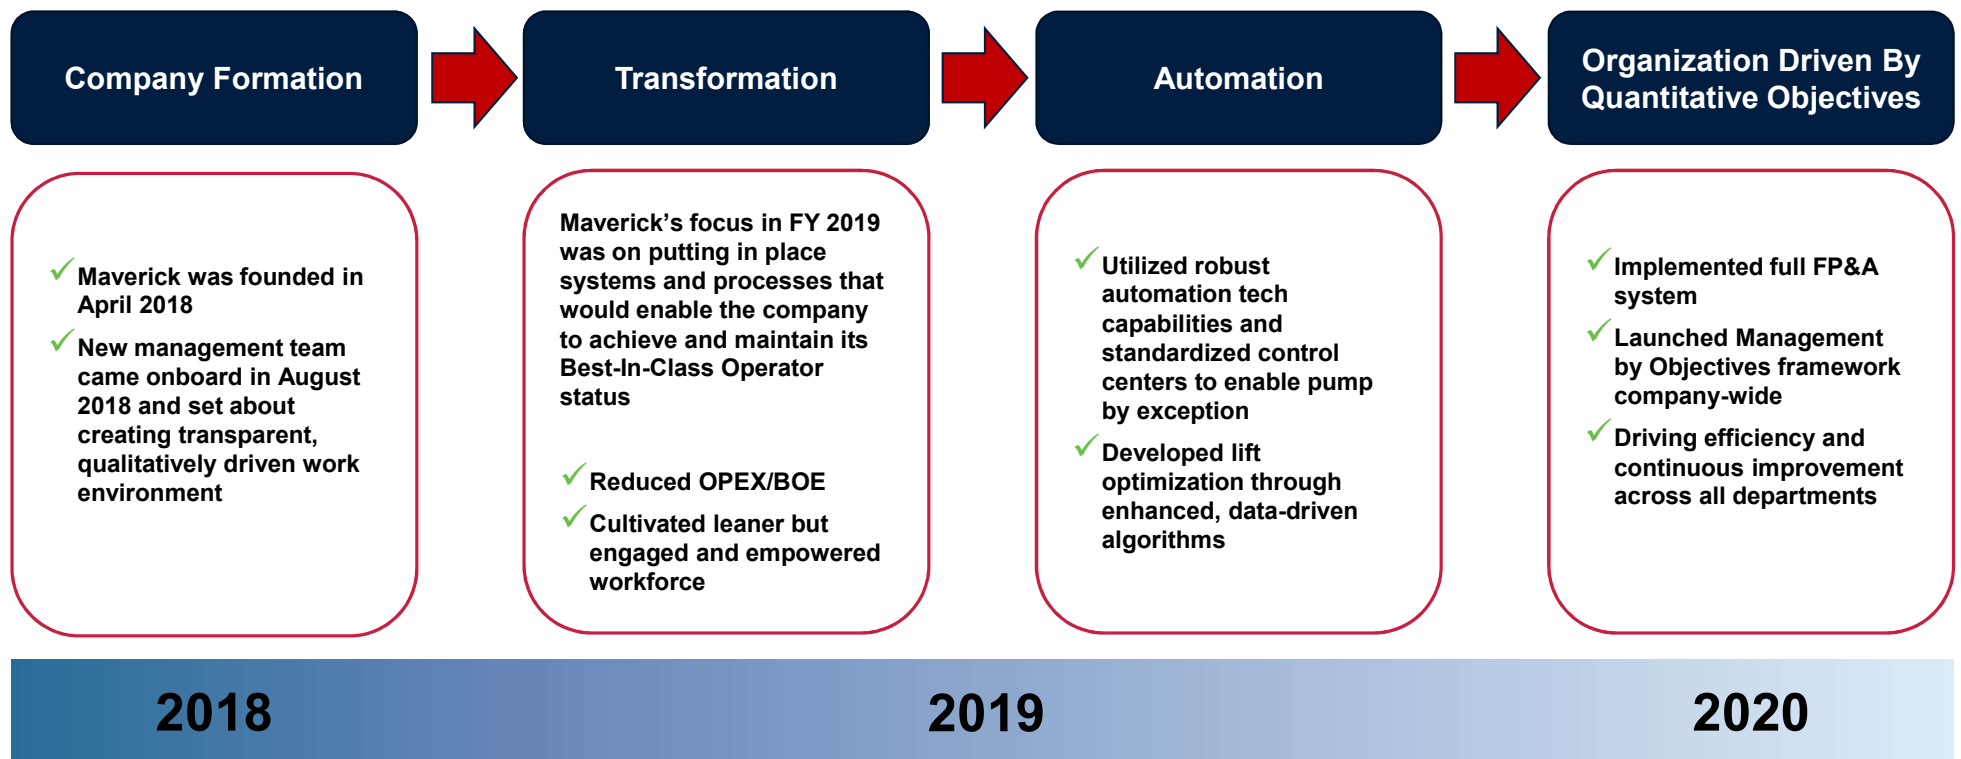 Company Formation
Transformation
Automation
Organization Driven By
Quantitative Objectives
Maverick was founded in
April 2018
New management team
came onboard in August
2018 and set about
creating transparent,
qualitatively driven work
environment
Maverick’s focus in FY 2019
was on putting in place
systems and processes that
would enable the company
to achieve and maintain its
Best-In-Class Operator
status
Reduced OPEX/BOE
Cultivated leaner but
engaged and empowered
workforce
Utilized robust
automation tech
capabilities and
standardized control
centers to enable pump
by exception
Developed lift
optimization through
enhanced, data-driven
algorithms
Implemented full FP&A
system
Launched Management
by Objectives framework
company-wide
Driving efficiency and
continuous improvement
across all departments
2018
2019
2020